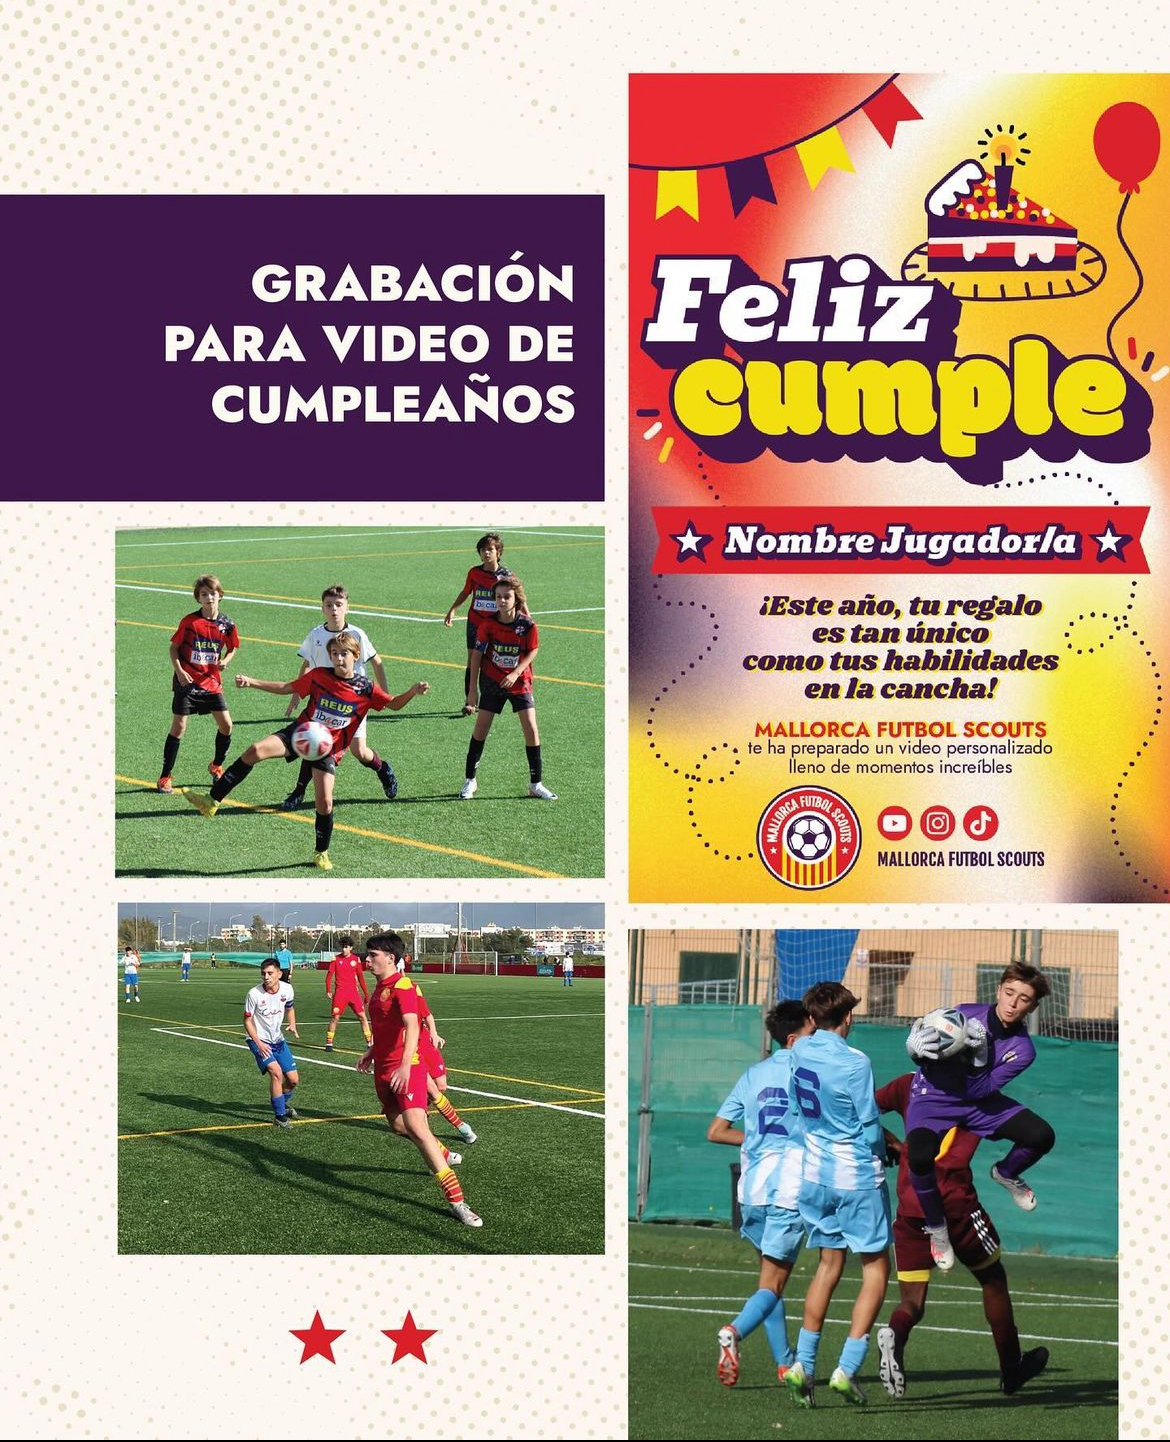 GRABACIÓN
PARA VIDEO DE
CUMPLEAÑOS
Feliz
cumple
Nombre Jugador/a
¡Este año, tu regalo
es tan único
como tus habilidades
en la cancha!
MALLORCA FUTBOL SCOUTS
te ha preparado un video personalizado
lleno de momentos increíbles
MALLORCA FUTBOL SCOUTS
MALLORCA FUTBOL SCOUTS
REUS
REUS
REUS
REUS
2
6